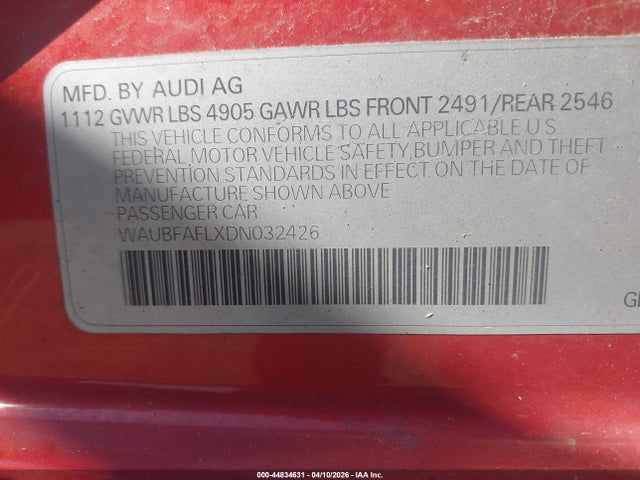 MFD. BY AUDI AG
1112 GVWR LBS 4905 GAWR LBS FRONT 2491/REAR 2546
THIS VEHICLE CONFORMS TO ALL APPLICABLE U S
FEDERAL MOTOR VEHICLE SAFETY,BUMPER AND THEFT
PREVENTION STANDARDS IN EFFECT ON THE DATE OF
MANUFACTURE SHOWN ABOVE
PASSENGER CAR
WAUBFAFLXDN032426
000-44834631 - 04/10/2026 - IAA Inc.